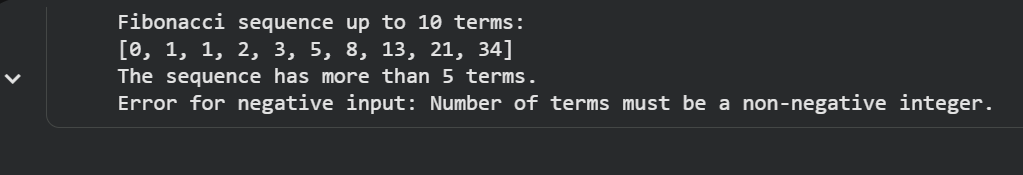 Fibonacci sequence up to 10 terms:
[0, 1, 1, 2, 3, 5, 8, 13, 21, 34]
The sequence has more than 5 terms.
Error for negative input: Number of terms must be a non-negative integer.